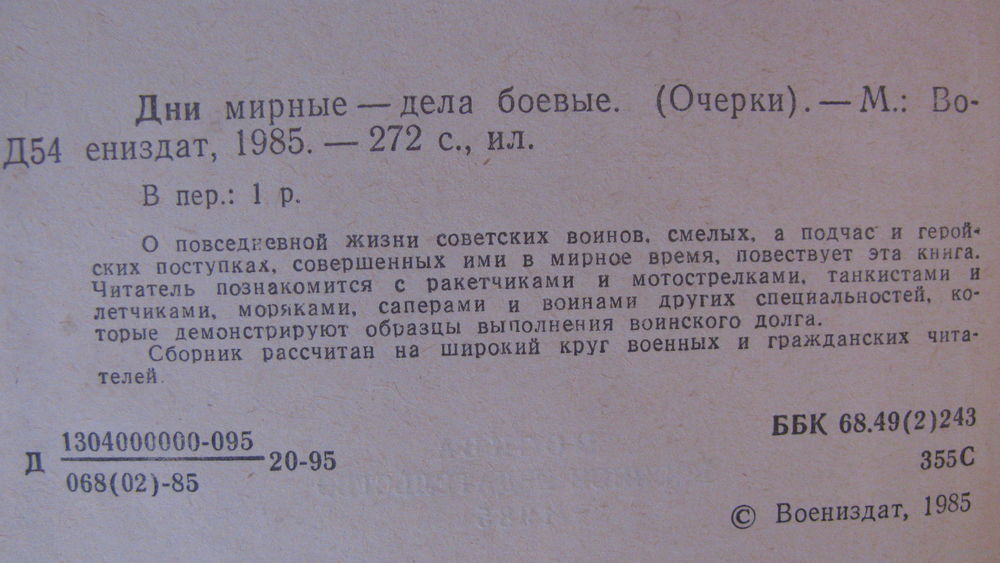 Дни мирные — дела боевые. (Очерки). — М.: Во-
Д54 ениздат, 1985. — 272 с., ил.
В пер.: 1 р.
О повседневной жизни советских воинов, смелых, а подчас и герой-
ских поступках, совершенных ими в мирное время, повествует эта книга.
Читатель познакомится с ракетчиками и мотострелками, танкистами и
летчиками, моряками, саперами и воинами других специальностей, ко-
торые демонстрируют образцы выполнения воинского долга.
Сборник рассчитан на широкий круг военных и гражданских чита-
телей.
Д 1304000000-095
068(02)-85
20-95
ББК 68.49(2)243
355С
© Воениздат, 1985